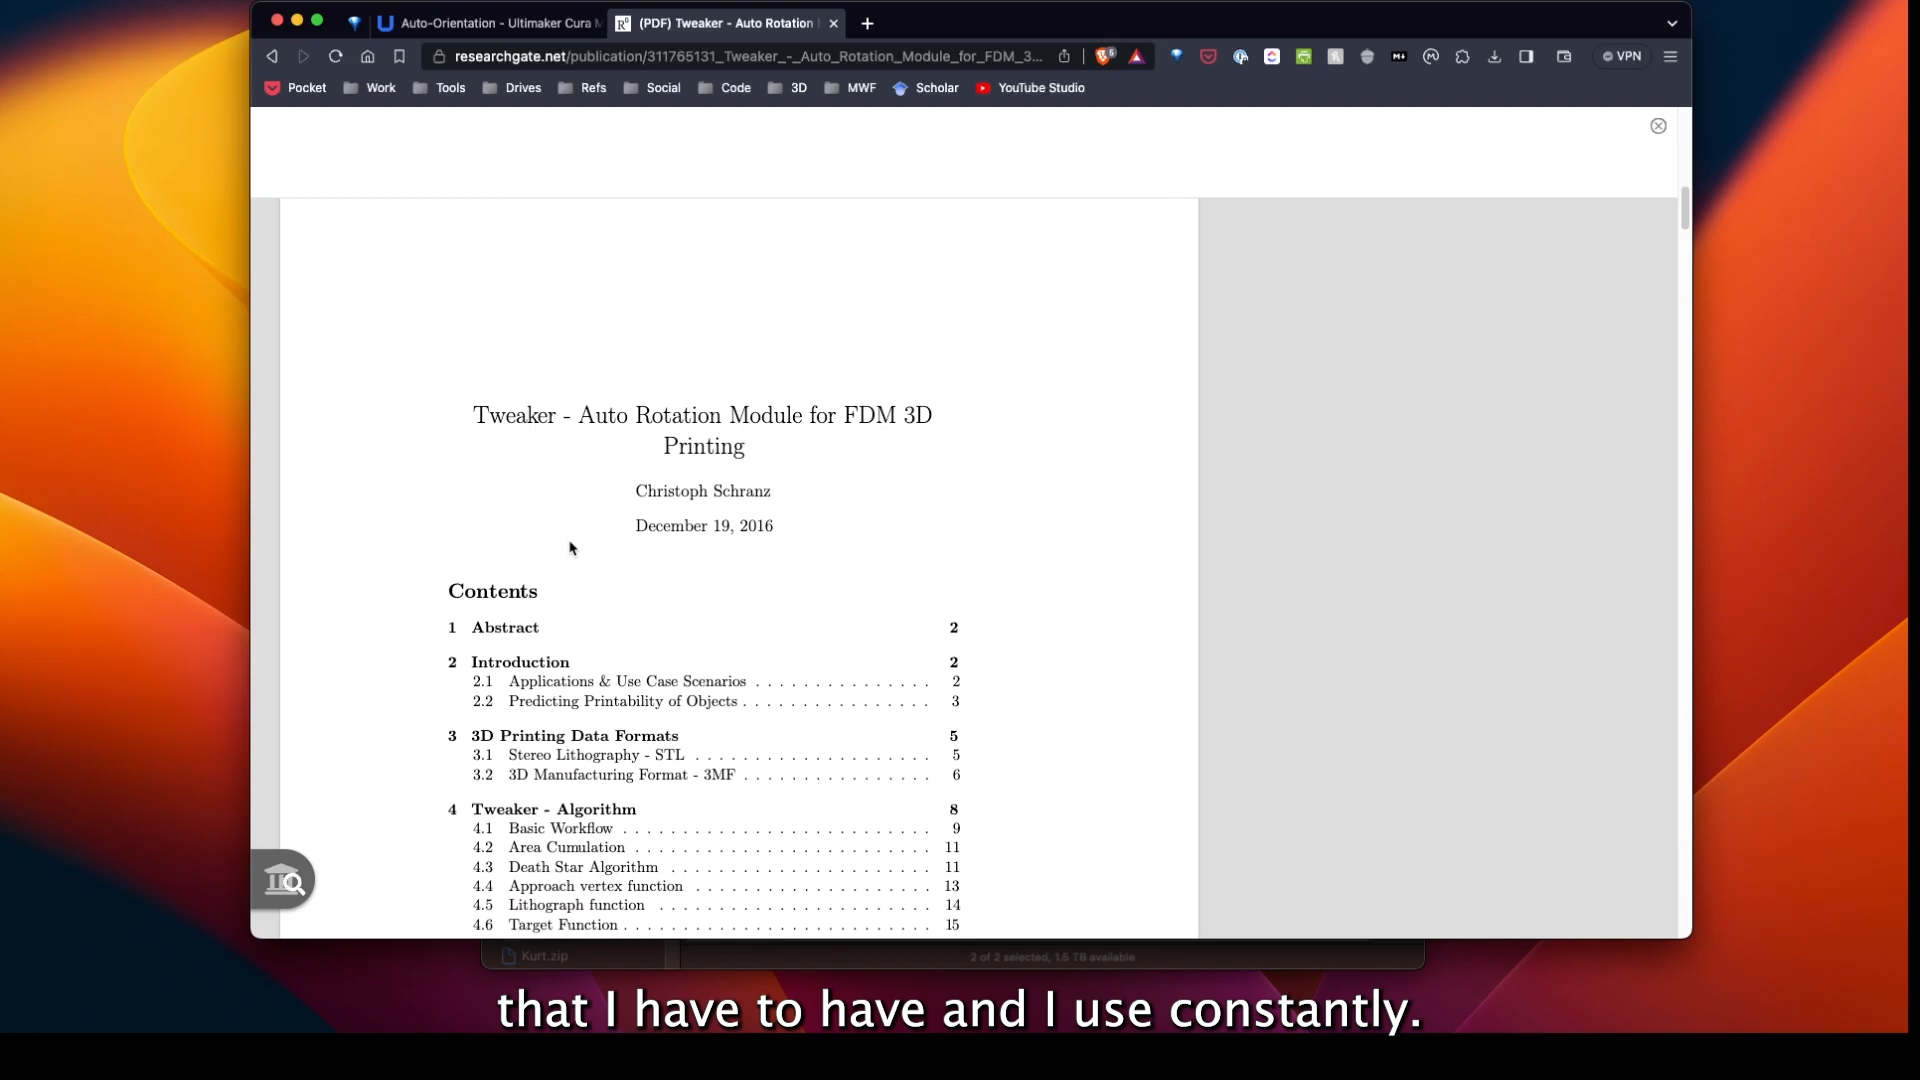 Auto-Orientation - Ultimaker Cura M
(PDF) Tweaker - Auto Rotation
researchgate.net/publication/311765131_Tweaker_-_Auto_Rotation_Module_for_FDM_3...
5
VPN
Pocket
Work
Tools
Drives
Refs
Social
Code
3D
MWF
Scholar
YouTube Studio
Tweaker - Auto Rotation Module for FDM 3D
Printing
Christoph Schranz
December 19, 2016
Contents
1 Abstract 2
2 Introduction 2
2.1 Applications & Use Case Scenarios . . . . . . . . . . . . . . . 2
2.2 Predicting Printability of Objects . . . . . . . . . . . . . . . . 3
3 3D Printing Data Formats 5
3.1 Stereo Lithography - STL . . . . . . . . . . . . . . . . . . . . 5
3.2 3D Manufacturing Format - 3MF . . . . . . . . . . . . . . . . 6
4 Tweaker - Algorithm 8
4.1 Basic Workflow . . . . . . . . . . . . . . . . . . . . . . . . . . 9
4.2 Area Cumulation . . . . . . . . . . . . . . . . . . . . . . . . . 11
4.3 Death Star Algorithm . . . . . . . . . . . . . . . . . . . . . . 11
4.4 Approach vertex function . . . . . . . . . . . . . . . . . . . . 13
4.5 Lithograph function . . . . . . . . . . . . . . . . . . . . . . . 14
4.6 Target Function . . . . . . . . . . . . . . . . . . . . . . . . . . 15
Kurt.zip
2 of 2 selected, 1.5 TB available
that I have to have and I use constantly.